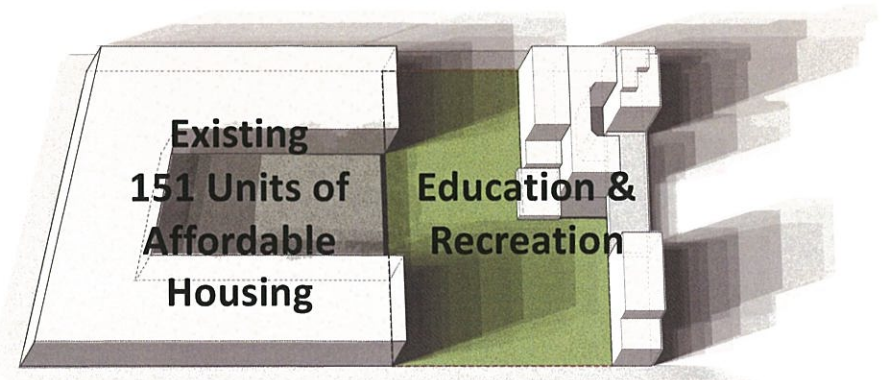 Existing
151 Units of
Affordable
Housing
Education &
Recreation